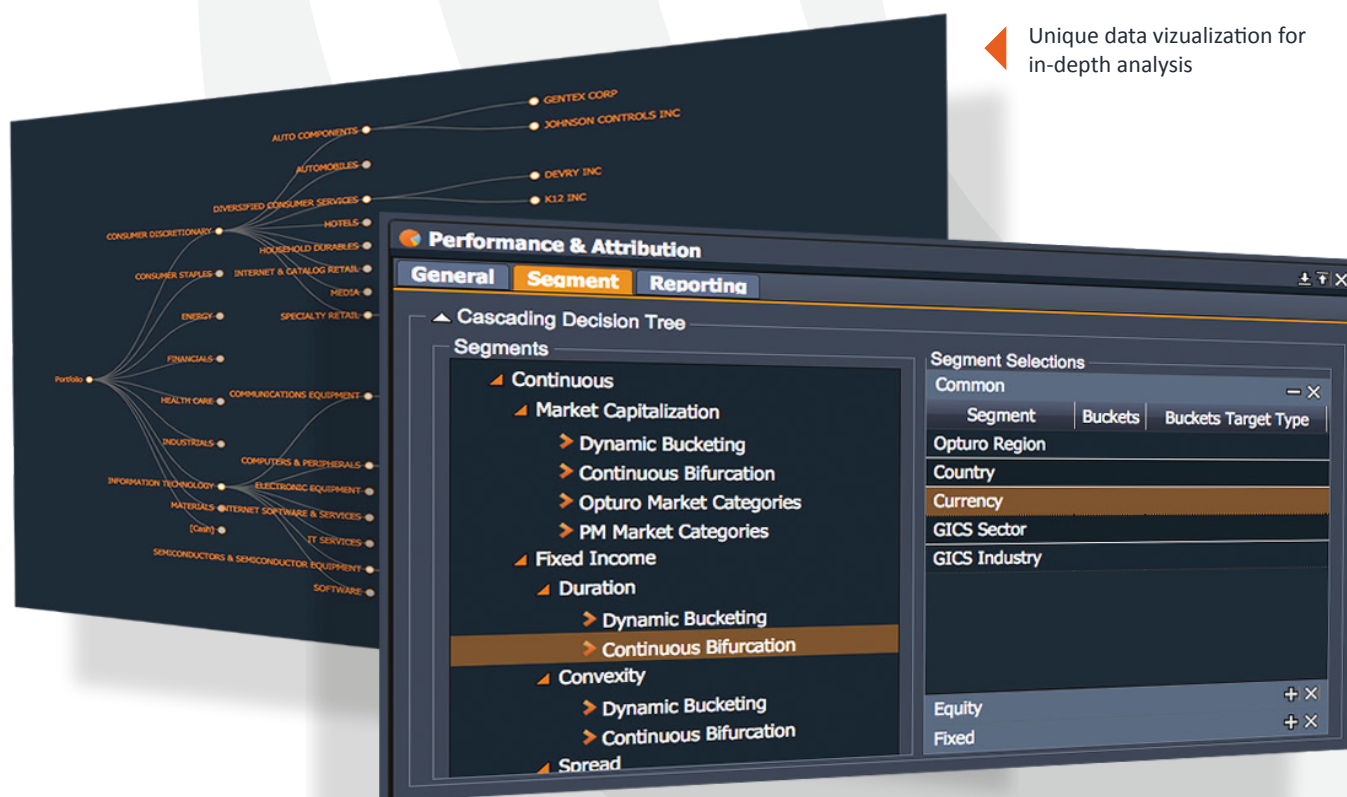 Unique data vizualization for
in-depth analysis
GENTEX CORP
AUTO COMPONENTS
JOHNSON CONTROLS INC
AUTOMOBILES
DEVRY INC
DIVERSIFIED CONSUMER SERVICES
K12 INC
HOTELS
CONSUMER DISCRETIONARY
HOUSEHOLD DURABLES
CONSUMER STAPLES
INTERNET & CATALOG RETAIL
MEDIA
ENERGY
SPECIALTY RETAIL
FINANCIALS
Portfolio
HEALTH CARE
COMMUNICATIONS EQUIPMENT
INDUSTRIALS
COMPUTERS & PERIPHERALS
INFORMATION TECHNOLOGY
ELECTRONIC EQUIPMENT
MATERIALS
NTERNET SOFTWARE & SERVICES
[Cash]
IT SERVICES
SEMICONDUCTORS & SEMICONDUCTOR EQUIPMENT
SOFTWARE
Performance & Attribution
General
Segment
Reporting
Cascading Decision Tree
Segments
Continuous
Market Capitalization
Dynamic Bucketing
Continuous Bifurcation
Opturo Market Categories
PM Market Categories
Fixed Income
Duration
Dynamic Bucketing
Continuous Bifurcation
Convexity
Dynamic Bucketing
Continuous Bifurcation
Spread
Segment Selections
Common
Segment Buckets Buckets Target Type
Opturo Region
Country
Currency
GICS Sector
GICS Industry
Equity
Fixed